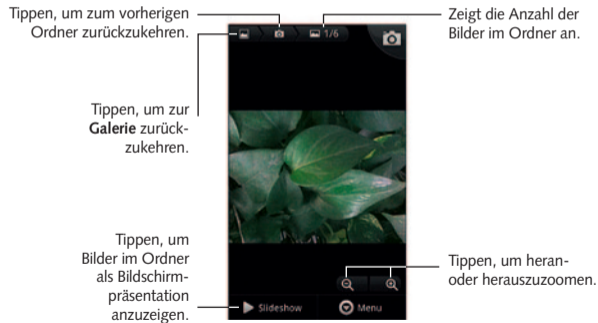 Tippen, um zum vorherigen
Ordner zurückzukehren.
Zeigt die Anzahl der
Bilder im Ordner an.
1/6
Tippen, um zur
Galerie zurück-
zukehren.
Tippen, um
Bilder im Ordner
als Bildschirm-
präsentation
anzuzeigen.
Tippen, um heran-
oder herauszuzoomen.
Slideshow
Menu